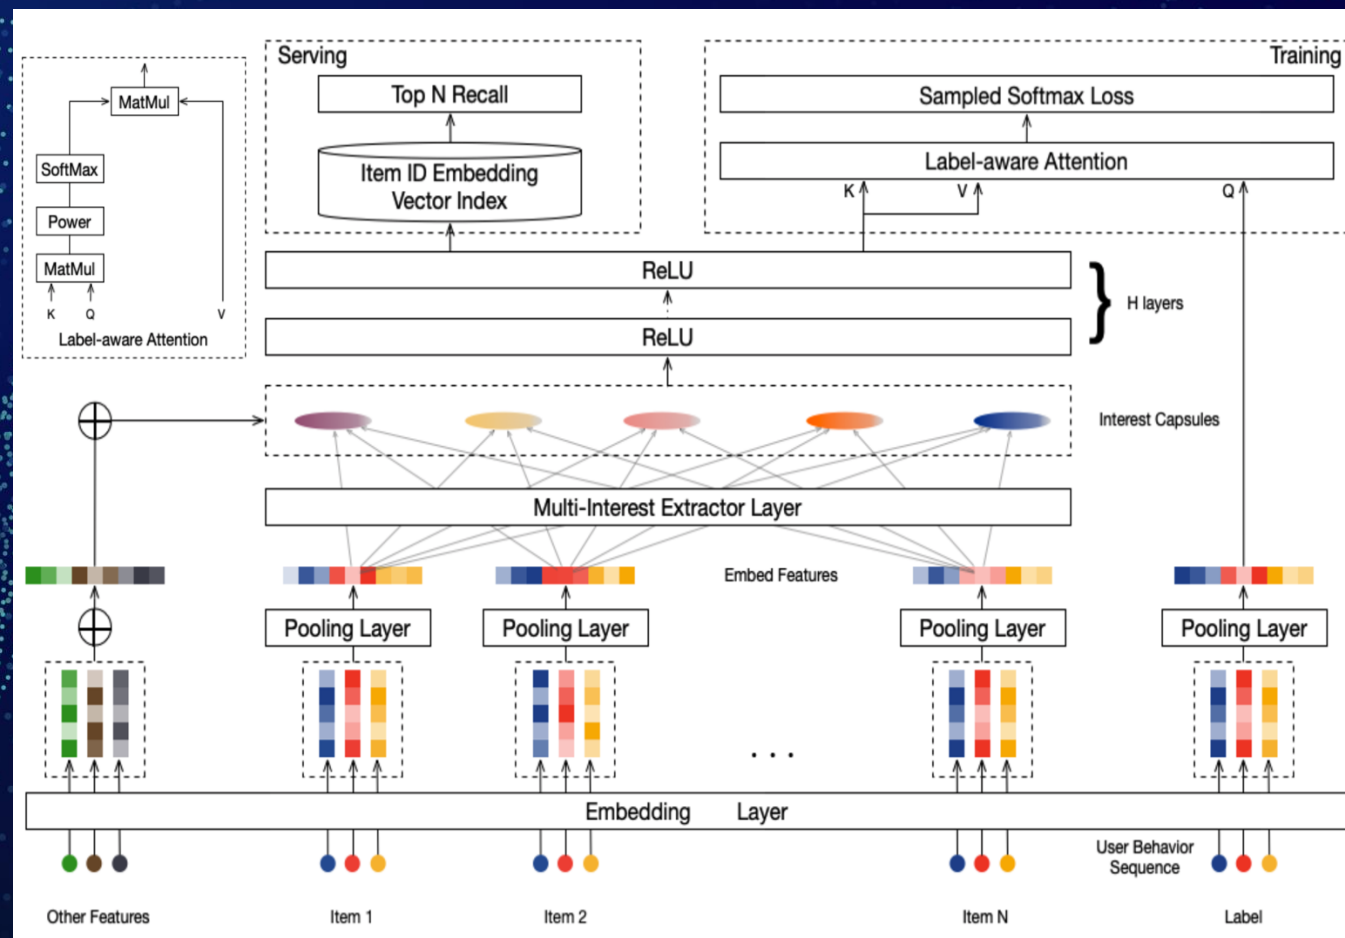 Serving
Training
Top N Recall
Item ID Embedding
Vector Index
Sampled Softmax Loss
Label-aware Attention
K
V
Q
MatMul
SoftMax
Power
MatMul
K
Q
V
Label-aware Attention
ReLU
ReLU
H layers
Interest Capsules
Multi-Interest Extractor Layer
Embed Features
Pooling Layer
Pooling Layer
Pooling Layer
Pooling Layer
. . .
Embedding Layer
User Behavior
Sequence
Other Features
Item 1
Item 2
Item N
Label